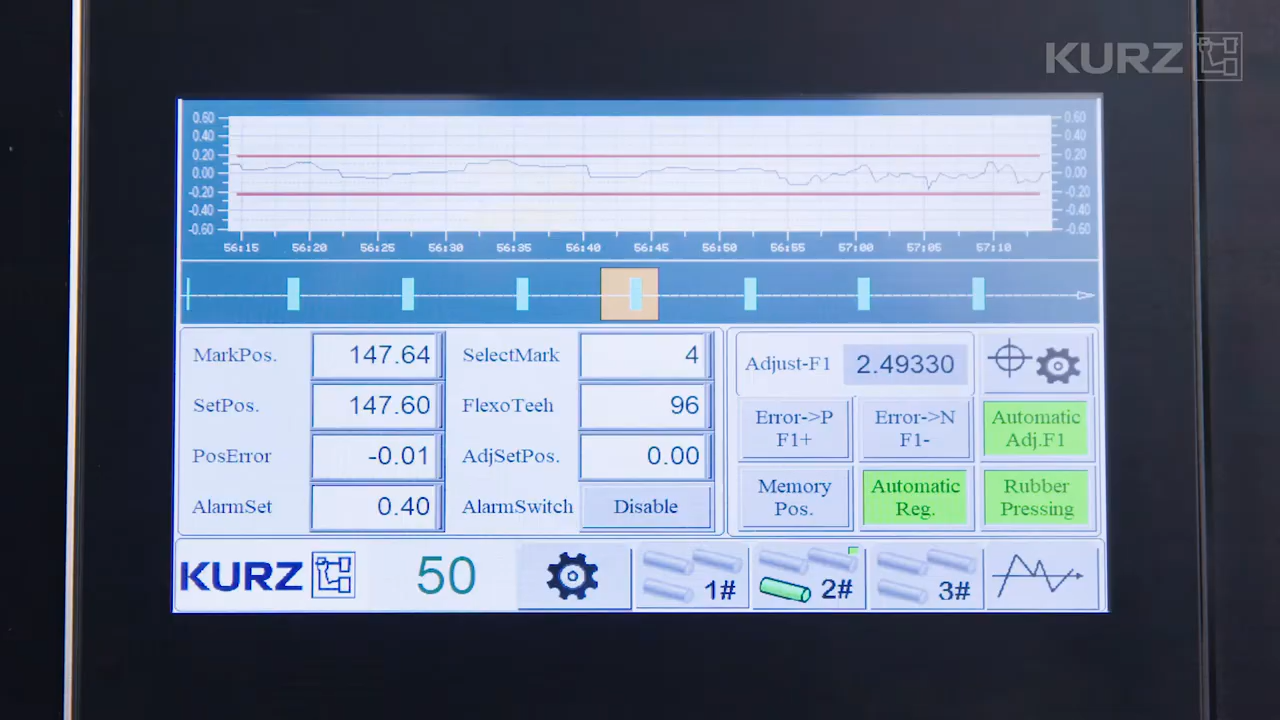 KURZ
0.60 0.60
0.40 0.40
0.20 0.20
0.00 0.00
-0.20 -0.20
-0.40 -0.40
-0.60 -0.60
56:15 56:20 56:25 56:30 56:35 56:40 56:45 56:50 56:55 57:00 57:05 57:10
MarkPos. 147.64 SelectMark 4
SetPos. 147.60 FlexoTeeh 96
PosError -0.01 AdjSetPos. 0.00
AlarmSet 0.40 AlarmSwitch Disable
Adjust-F1 2.49330
Error->P
F1+
Error->N
F1-
Automatic
Adj.F1
Memory
Pos.
Automatic
Reg.
Rubber
Pressing
KURZ 50 1# 2# 3#